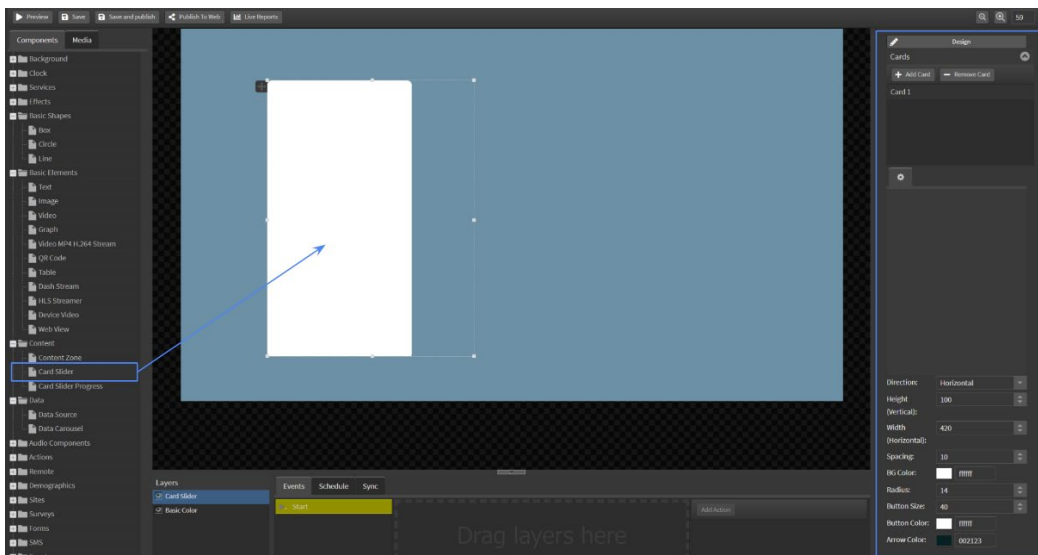 Preview Save Save and publish Publish To Web Live Reports 59
Components Media
Background
Clock
Services
Effects
Basic Shapes
Box
Circle
Line
Basic Elements
Text
Image
Video
Graph
Video MP4 H.264 Stream
QR Code
Table
Dash Stream
HLS Streamer
Device Video
Web View
Content
Content Zone
Card Slider
Card Slider Progress
Data
Data Source
Data Carousel
Audio Components
Actions
Remote
Demographics
Sites
Surveys
Forms
SMS
Layers
Card Slider
Basic Color
Events Schedule Sync
Start
Drag layers here
Add Action
Design
Cards
Add Card Remove Card
Card 1
Direction: Horizontal
Height 100
(Vertical):
Width 420
(Horizontal):
Spacing: 10
BG Color: ffffff
Radius: 14
Button Size: 40
Button Color: ffffff
Arrow Color: 002123